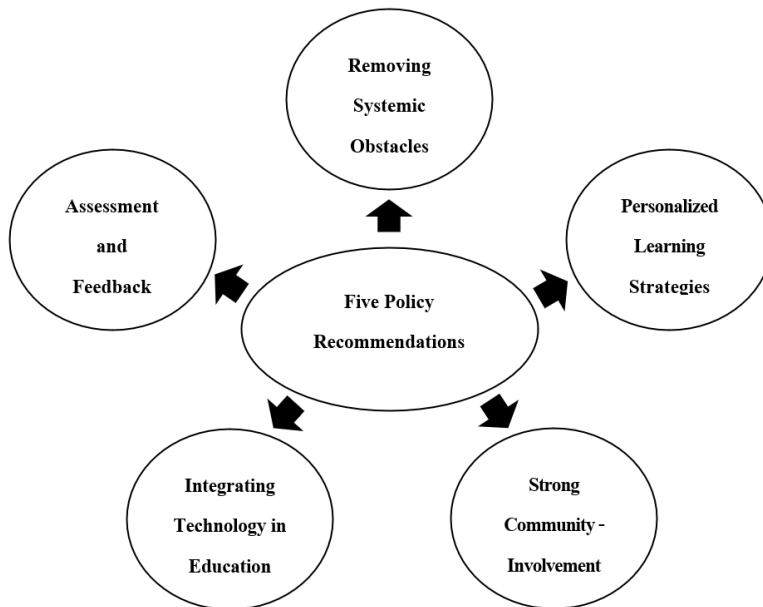 Removing
Systemic
Obstacles
Assessment
and
Feedback
Personalized
Learning
Strategies
Five Policy
Recommendations
Integrating
Technology in
Education
Strong
Community -
Involvement